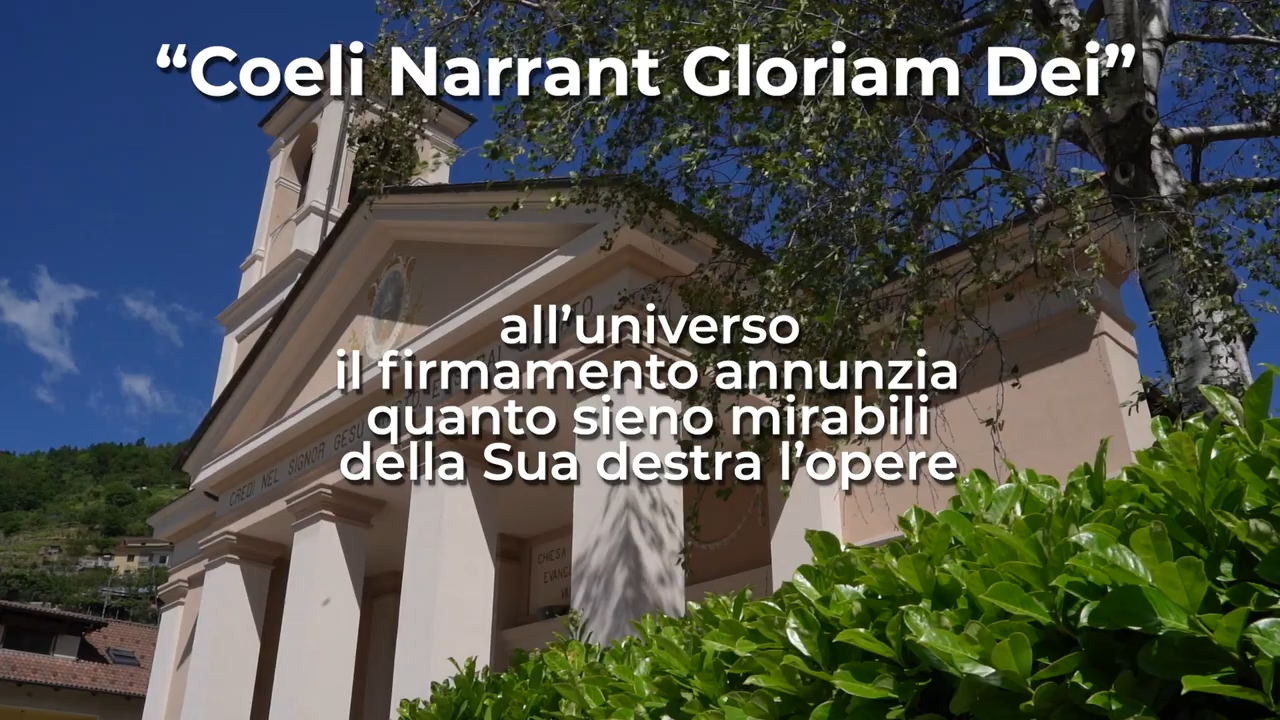 “Coeli Narrant Gloriam Dei”
all’universo
il firmamento annunzia
quanto sieno mirabili
della Sua destra l’opere
CREDI NEL SIGNOR GESU
CHIESA